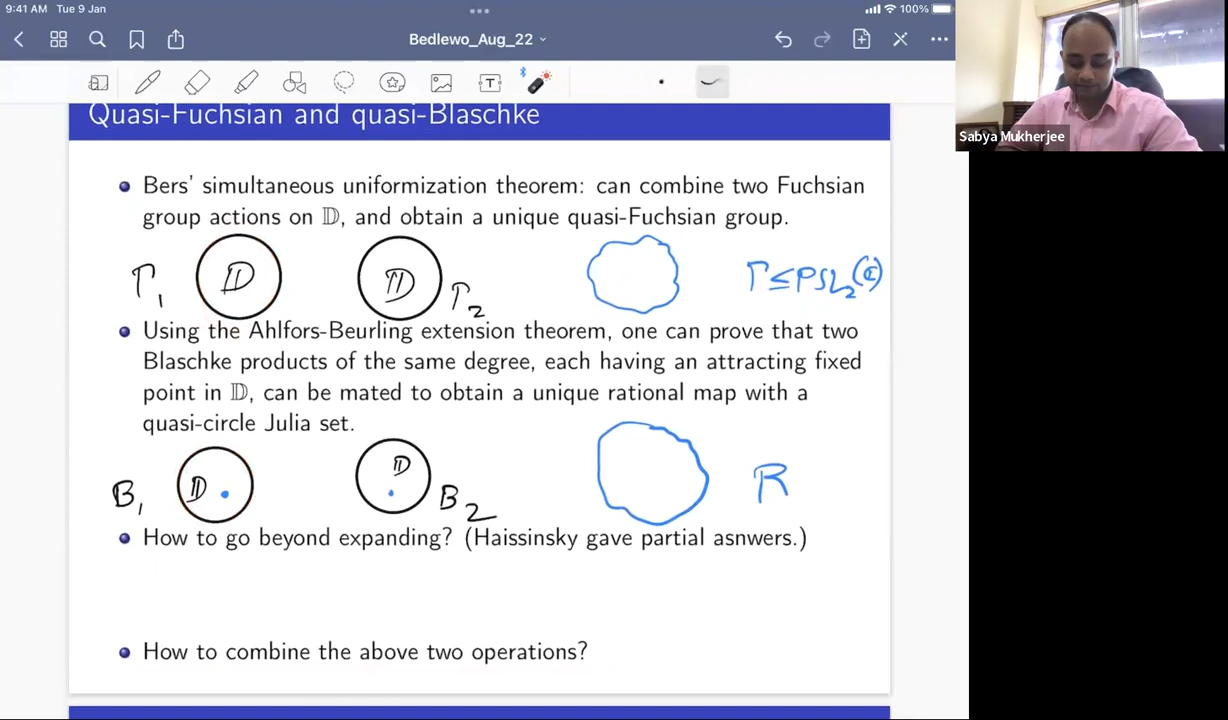 9:41 AM Tue 9 Jan
100%
Bedlewo_Aug_22
Sabya Mukherjee
Quasi-Fuchsian and quasi-Blaschke
Bers' simultaneous uniformization theorem: can combine two Fuchsian
group actions on 𝔻, and obtain a unique quasi-Fuchsian group.
Γ₁ 𝔻 𝔻 Γ₂ Γ ≤ PSL₂(ℂ)
Using the Ahlfors-Beurling extension theorem, one can prove that two
Blaschke products of the same degree, each having an attracting fixed
point in 𝔻, can be mated to obtain a unique rational map with a
quasi-circle Julia set.
B₁ 𝔻 𝔻 B₂ R
How to go beyond expanding? (Haissinsky gave partial asnwers.)
How to combine the above two operations?